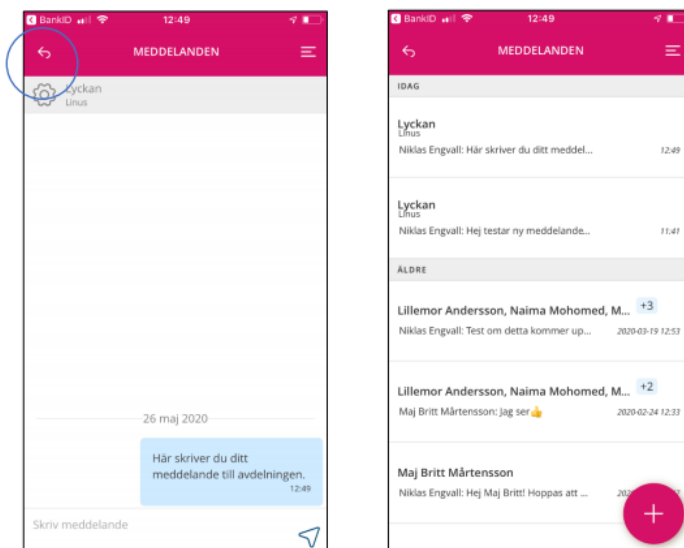 BankID 12:49
MEDDELANDEN
Lyckan
Linus
26 maj 2020
Här skriver du ditt
meddelande till avdelningen.
12:49
Skriv meddelande
BankID 12:49
MEDDELANDEN
IDAG
Lyckan
Linus
Niklas Engvall: Här skriver du ditt meddel... 12:49
Lyckan
Linus
Niklas Engvall: Hej testar ny meddelande... 11:41
ÄLDRE
Lillemor Andersson, Naima Mohomed, M... +3
Niklas Engvall: Test om detta kommer up... 2020-03-19 12:53
Lillemor Andersson, Naima Mohomed, M... +2
Maj Britt Mårtensson: Jag ser👍 2020-02-24 12:33
Maj Britt Mårtensson
Niklas Engvall: Hej Maj Britt! Hoppas att ...